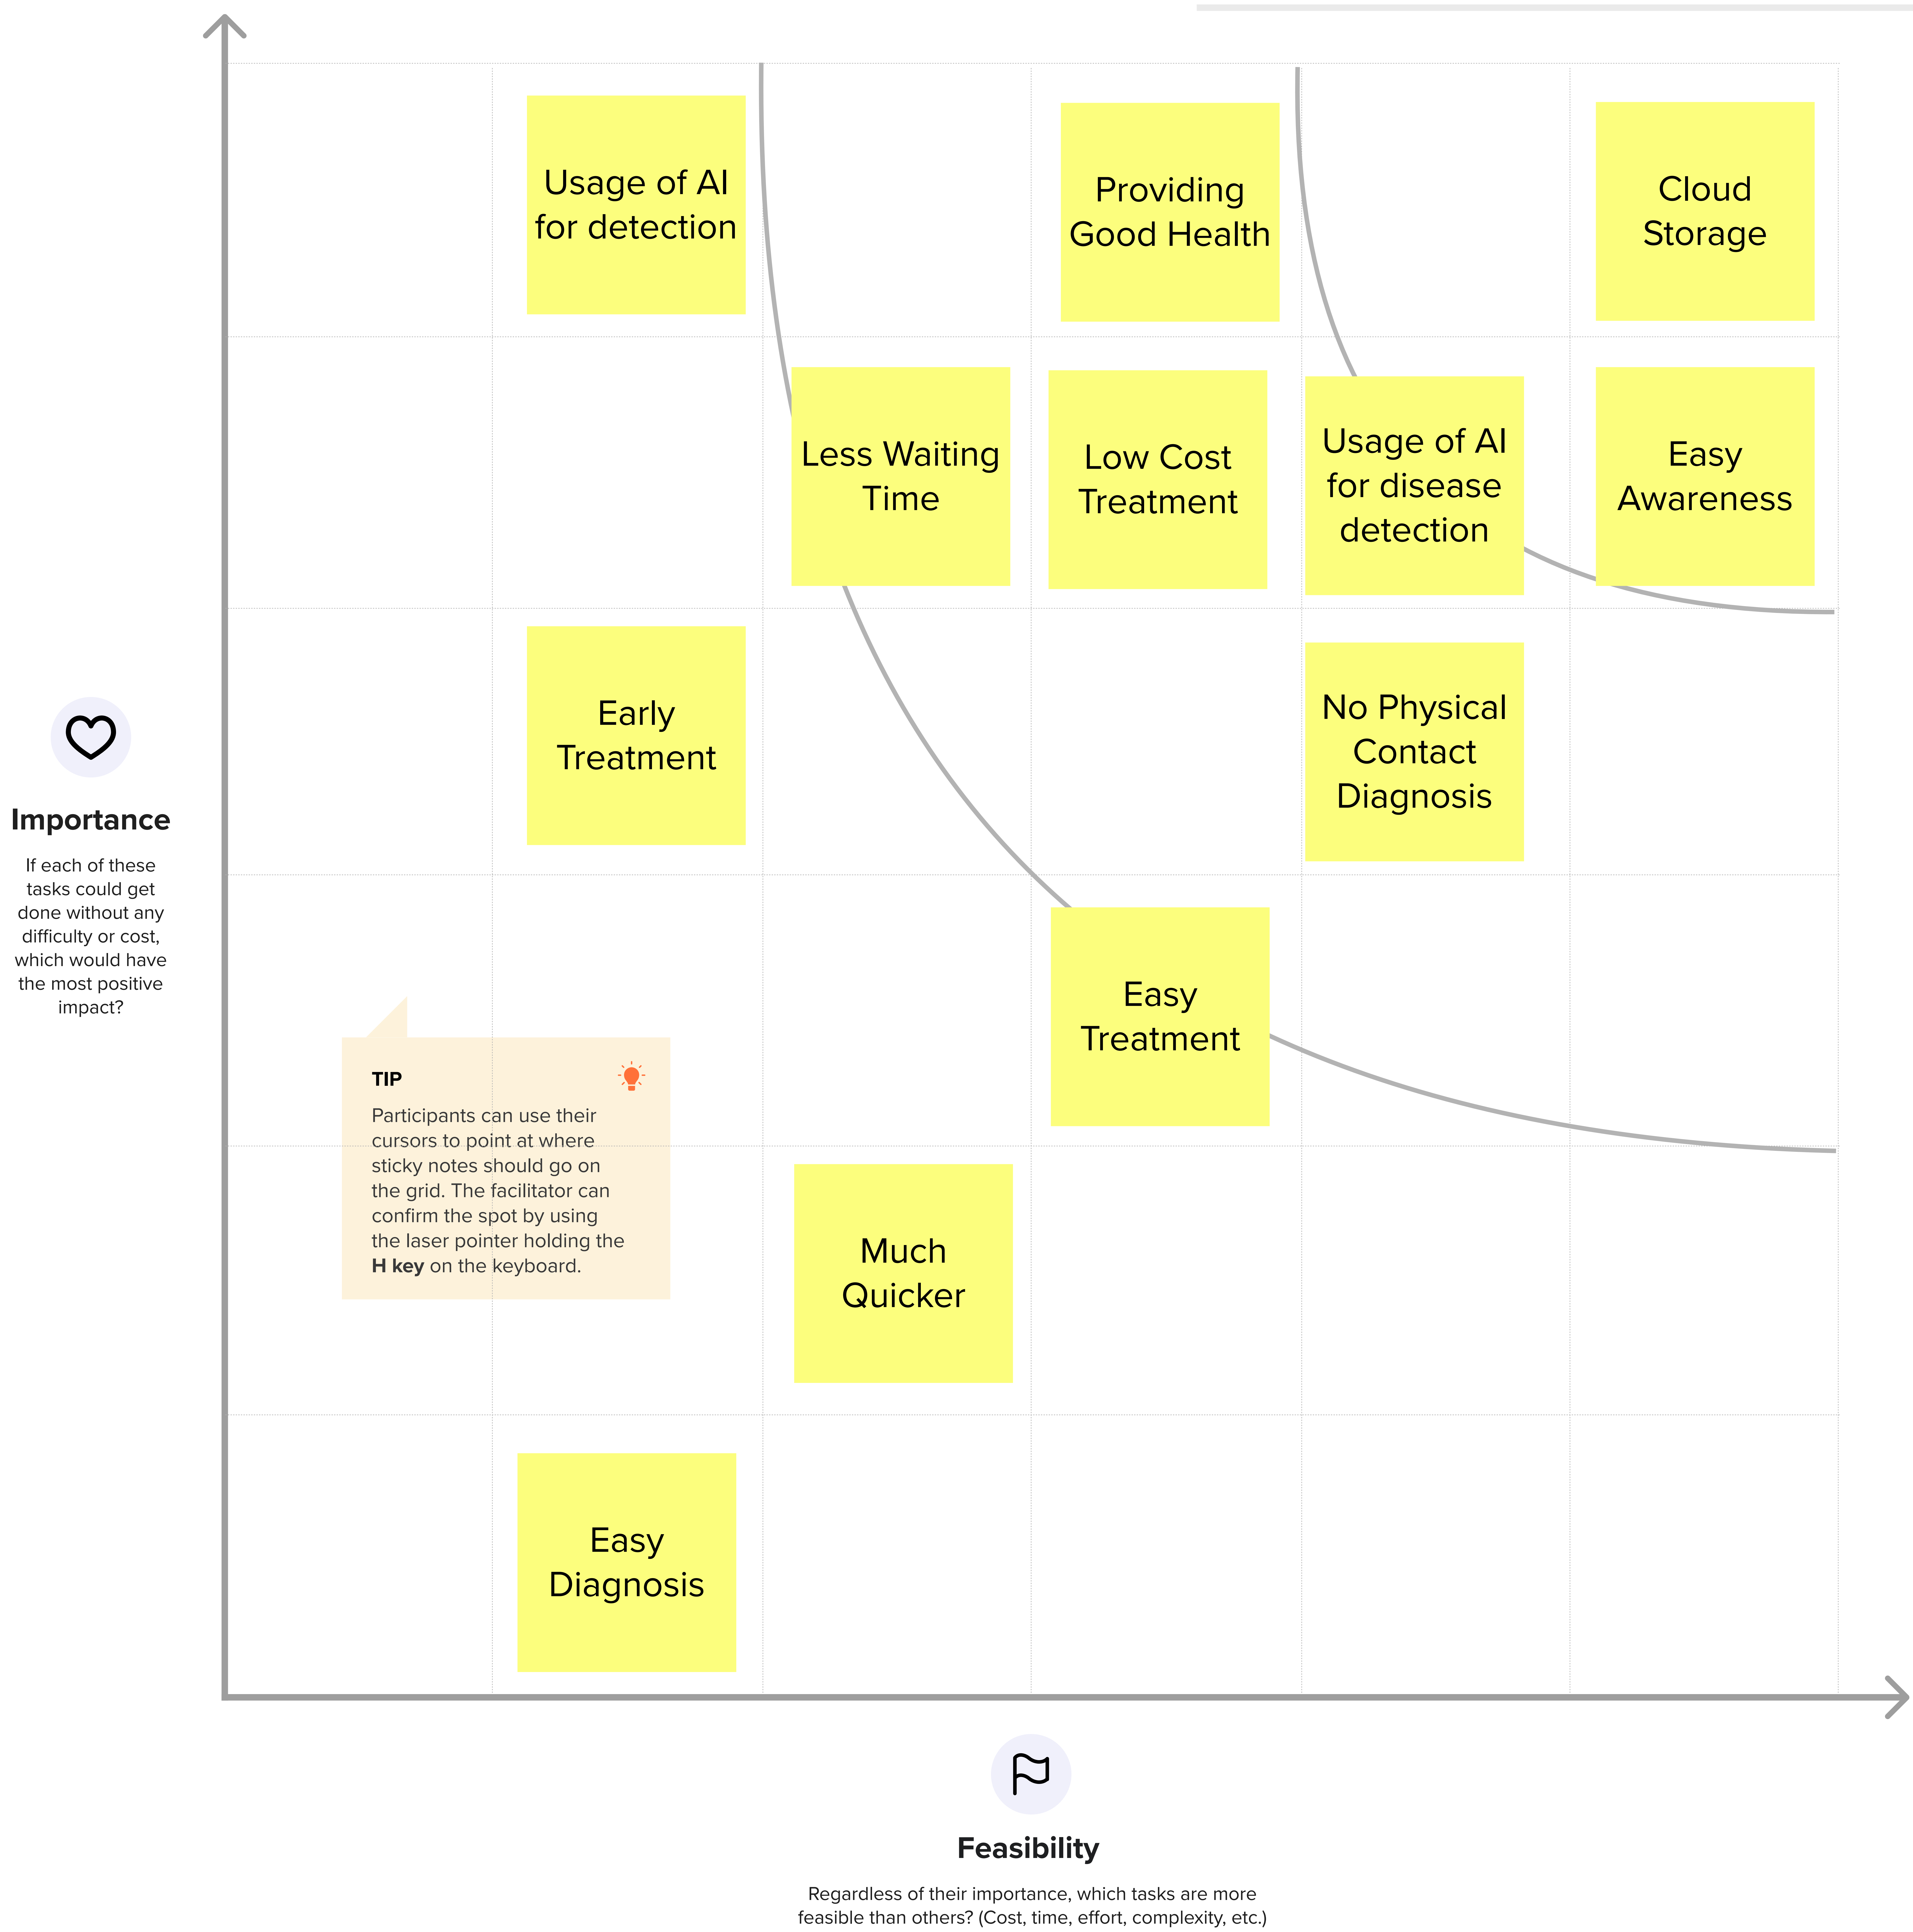 Usage of AI
for detection
Providing
Good Health
Cloud
Storage
Less Waiting
Time
Low Cost
Treatment
Usage of AI
for disease
detection
Easy
Awareness
Early
Treatment
No Physical
Contact
Diagnosis
Importance
If each of these
tasks could get
done without any
difficulty or cost,
which would have
the most positive
impact?
Easy
Treatment
TIP
Participants can use their
cursors to point at where
sticky notes should go on
the grid. The facilitator can
confirm the spot by using
the laser pointer holding the
H key on the keyboard.
Much
Quicker
Easy
Diagnosis
Feasibility
Regardless of their importance, which tasks are more
feasible than others? (Cost, time, effort, complexity, etc.)